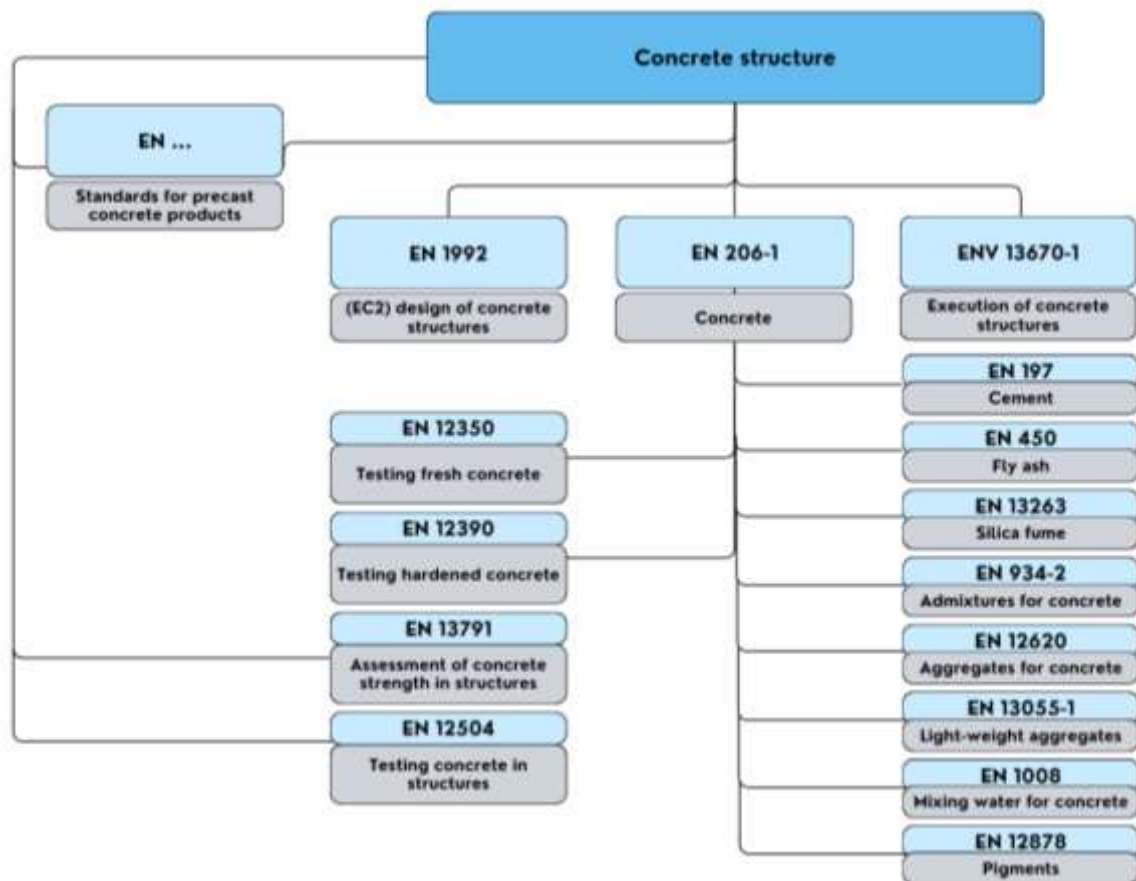 Concrete structure
EN ...
Standards for precast
concrete products
EN 1992
(EC2) design of concrete
structures
EN 206-1
Concrete
ENV 13670-1
Execution of concrete
structures
EN 12350
Testing fresh concrete
EN 12390
Testing hardened concrete
EN 13791
Assessment of concrete
strength in structures
EN 12504
Testing concrete in
structures
EN 197
Cement
EN 450
Fly ash
EN 13263
Silica fume
EN 934-2
Admixtures for concrete
EN 12620
Aggregates for concrete
EN 13055-1
Light-weight aggregates
EN 1008
Mixing water for concrete
EN 12878
Pigments